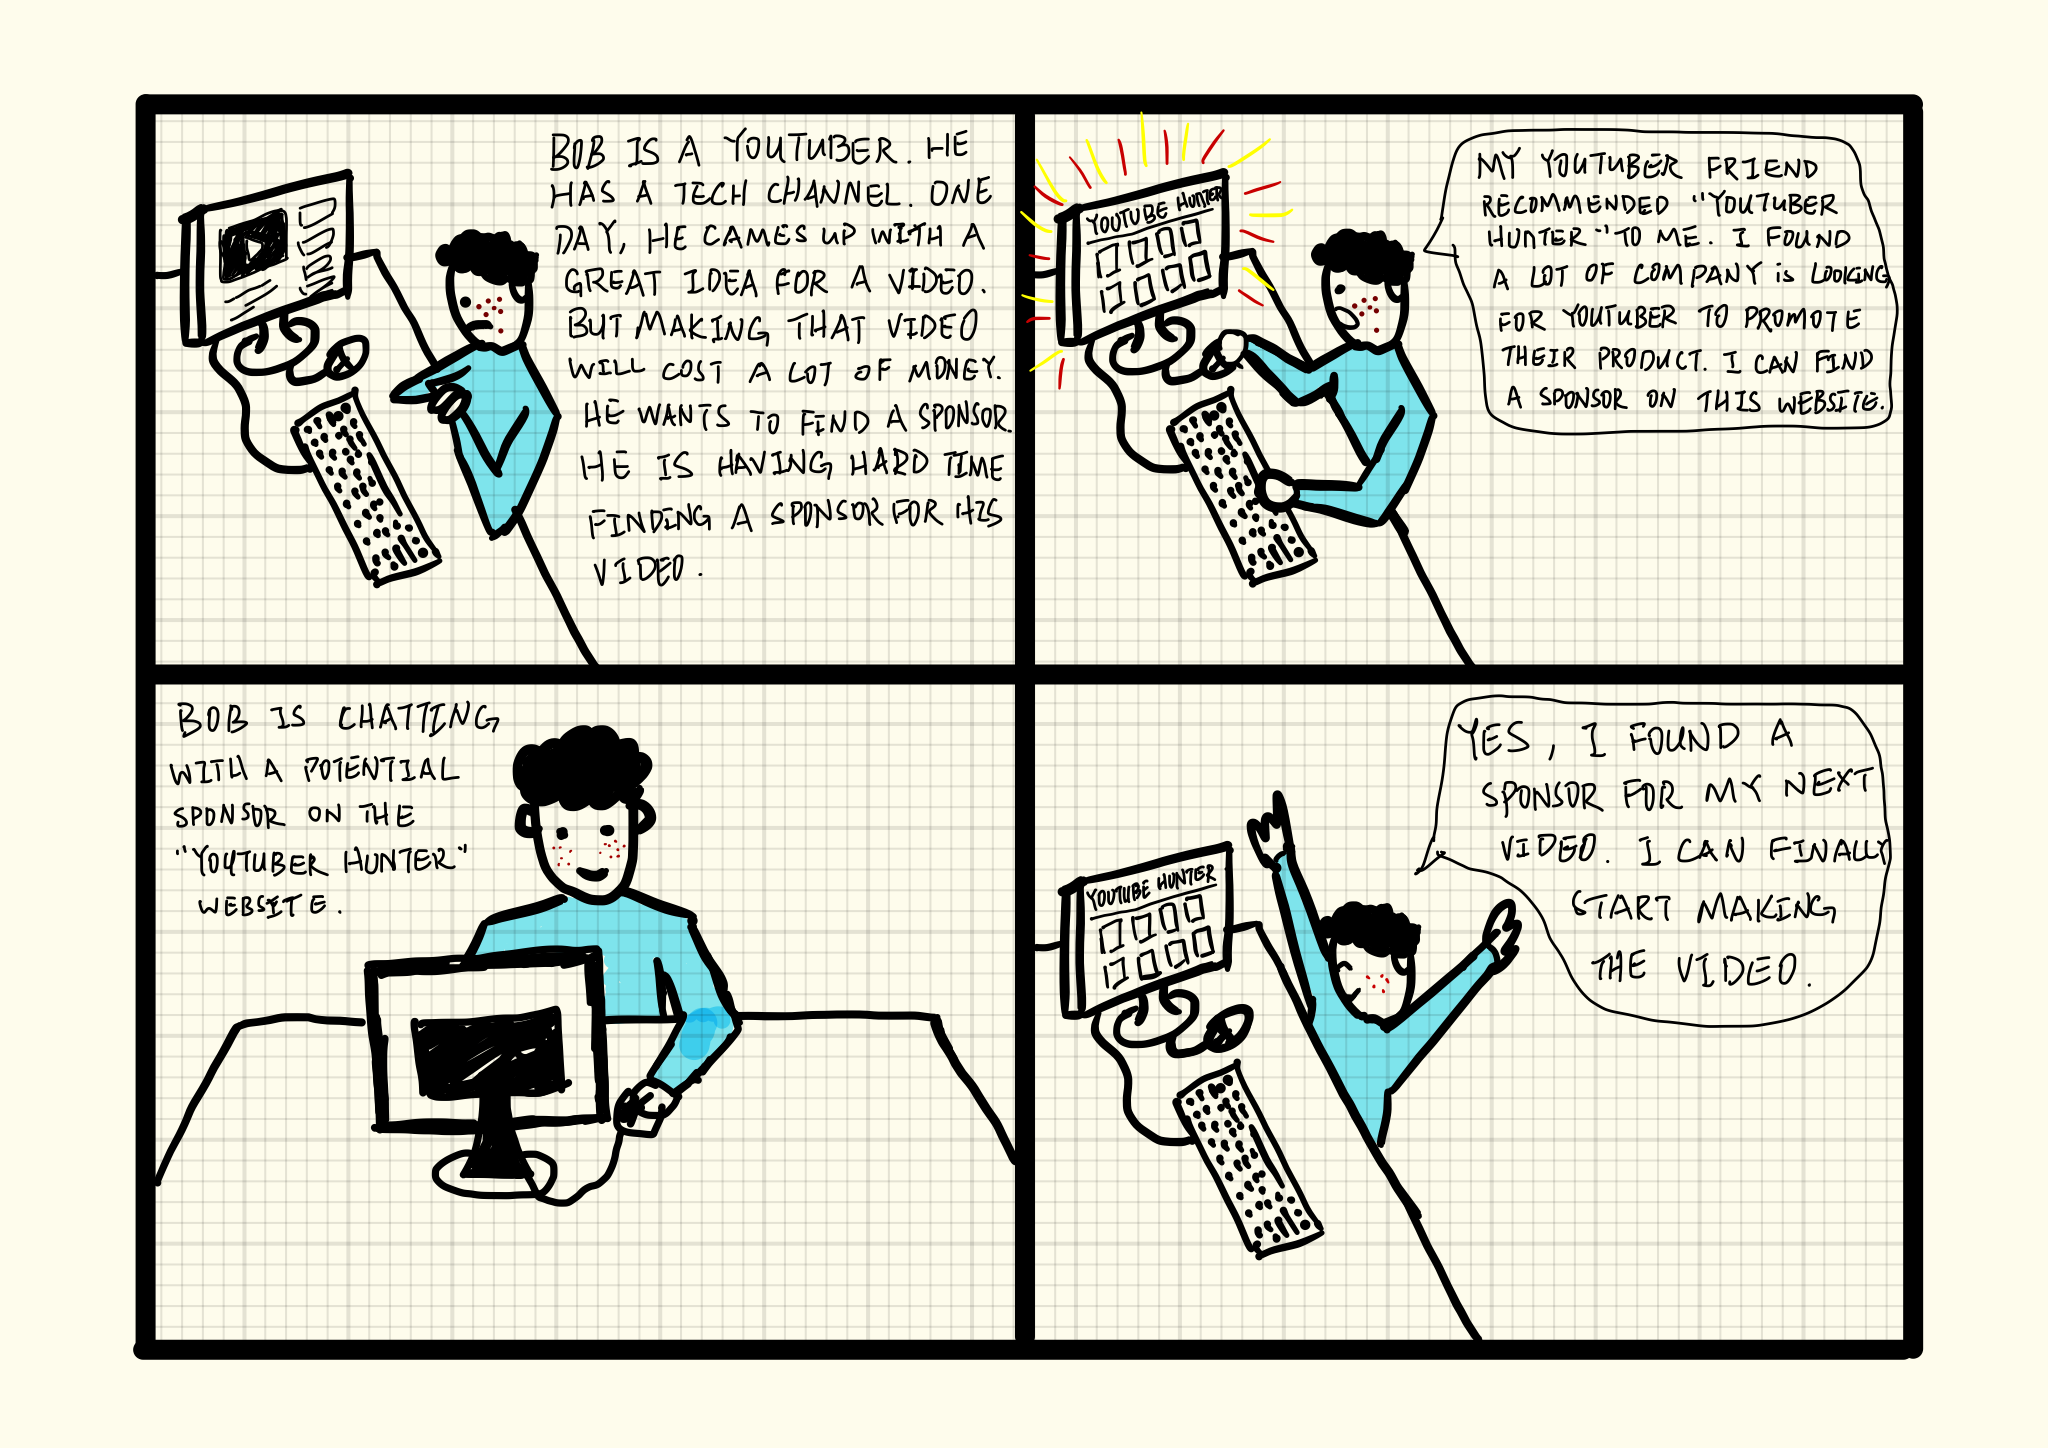 BOB IS A YOUTUBER. HE
HAS A TECH CHANNEL. ONE
DAY, HE CAMES UP WITH A
GREAT IDEA FOR A VIDEO.
BUT MAKING THAT VIDEO
WILL COST A LOT OF MONEY.
HE WANTS TO FIND A SPONSOR.
HE IS HAVING HARD TIME
FINDING A SPONSOR FOR HIS
VIDEO.
YOUTUBE HUNTER
MY YOUTUBER FRIEND
RECOMMENDED "YOUTUBER
HUNTER" TO ME. I FOUND
A LOT OF COMPANY iS LOOKING
FOR YOUTUBER TO PROMOTE
THEIR PRODUCT. I CAN FIND
A SPONSOR ON THIS WEBSITE.
BOB IS CHATTING
WITH A POTENTIAL
SPONSOR ON THE
"YOUTUBER HUNTER"
WEBSITE.
YOUTUBE HUNTER
YES, I FOUND A
SPONSOR FOR MY NEXT
VIDEO. I CAN FINALLY
START MAKING
THE VIDEO.